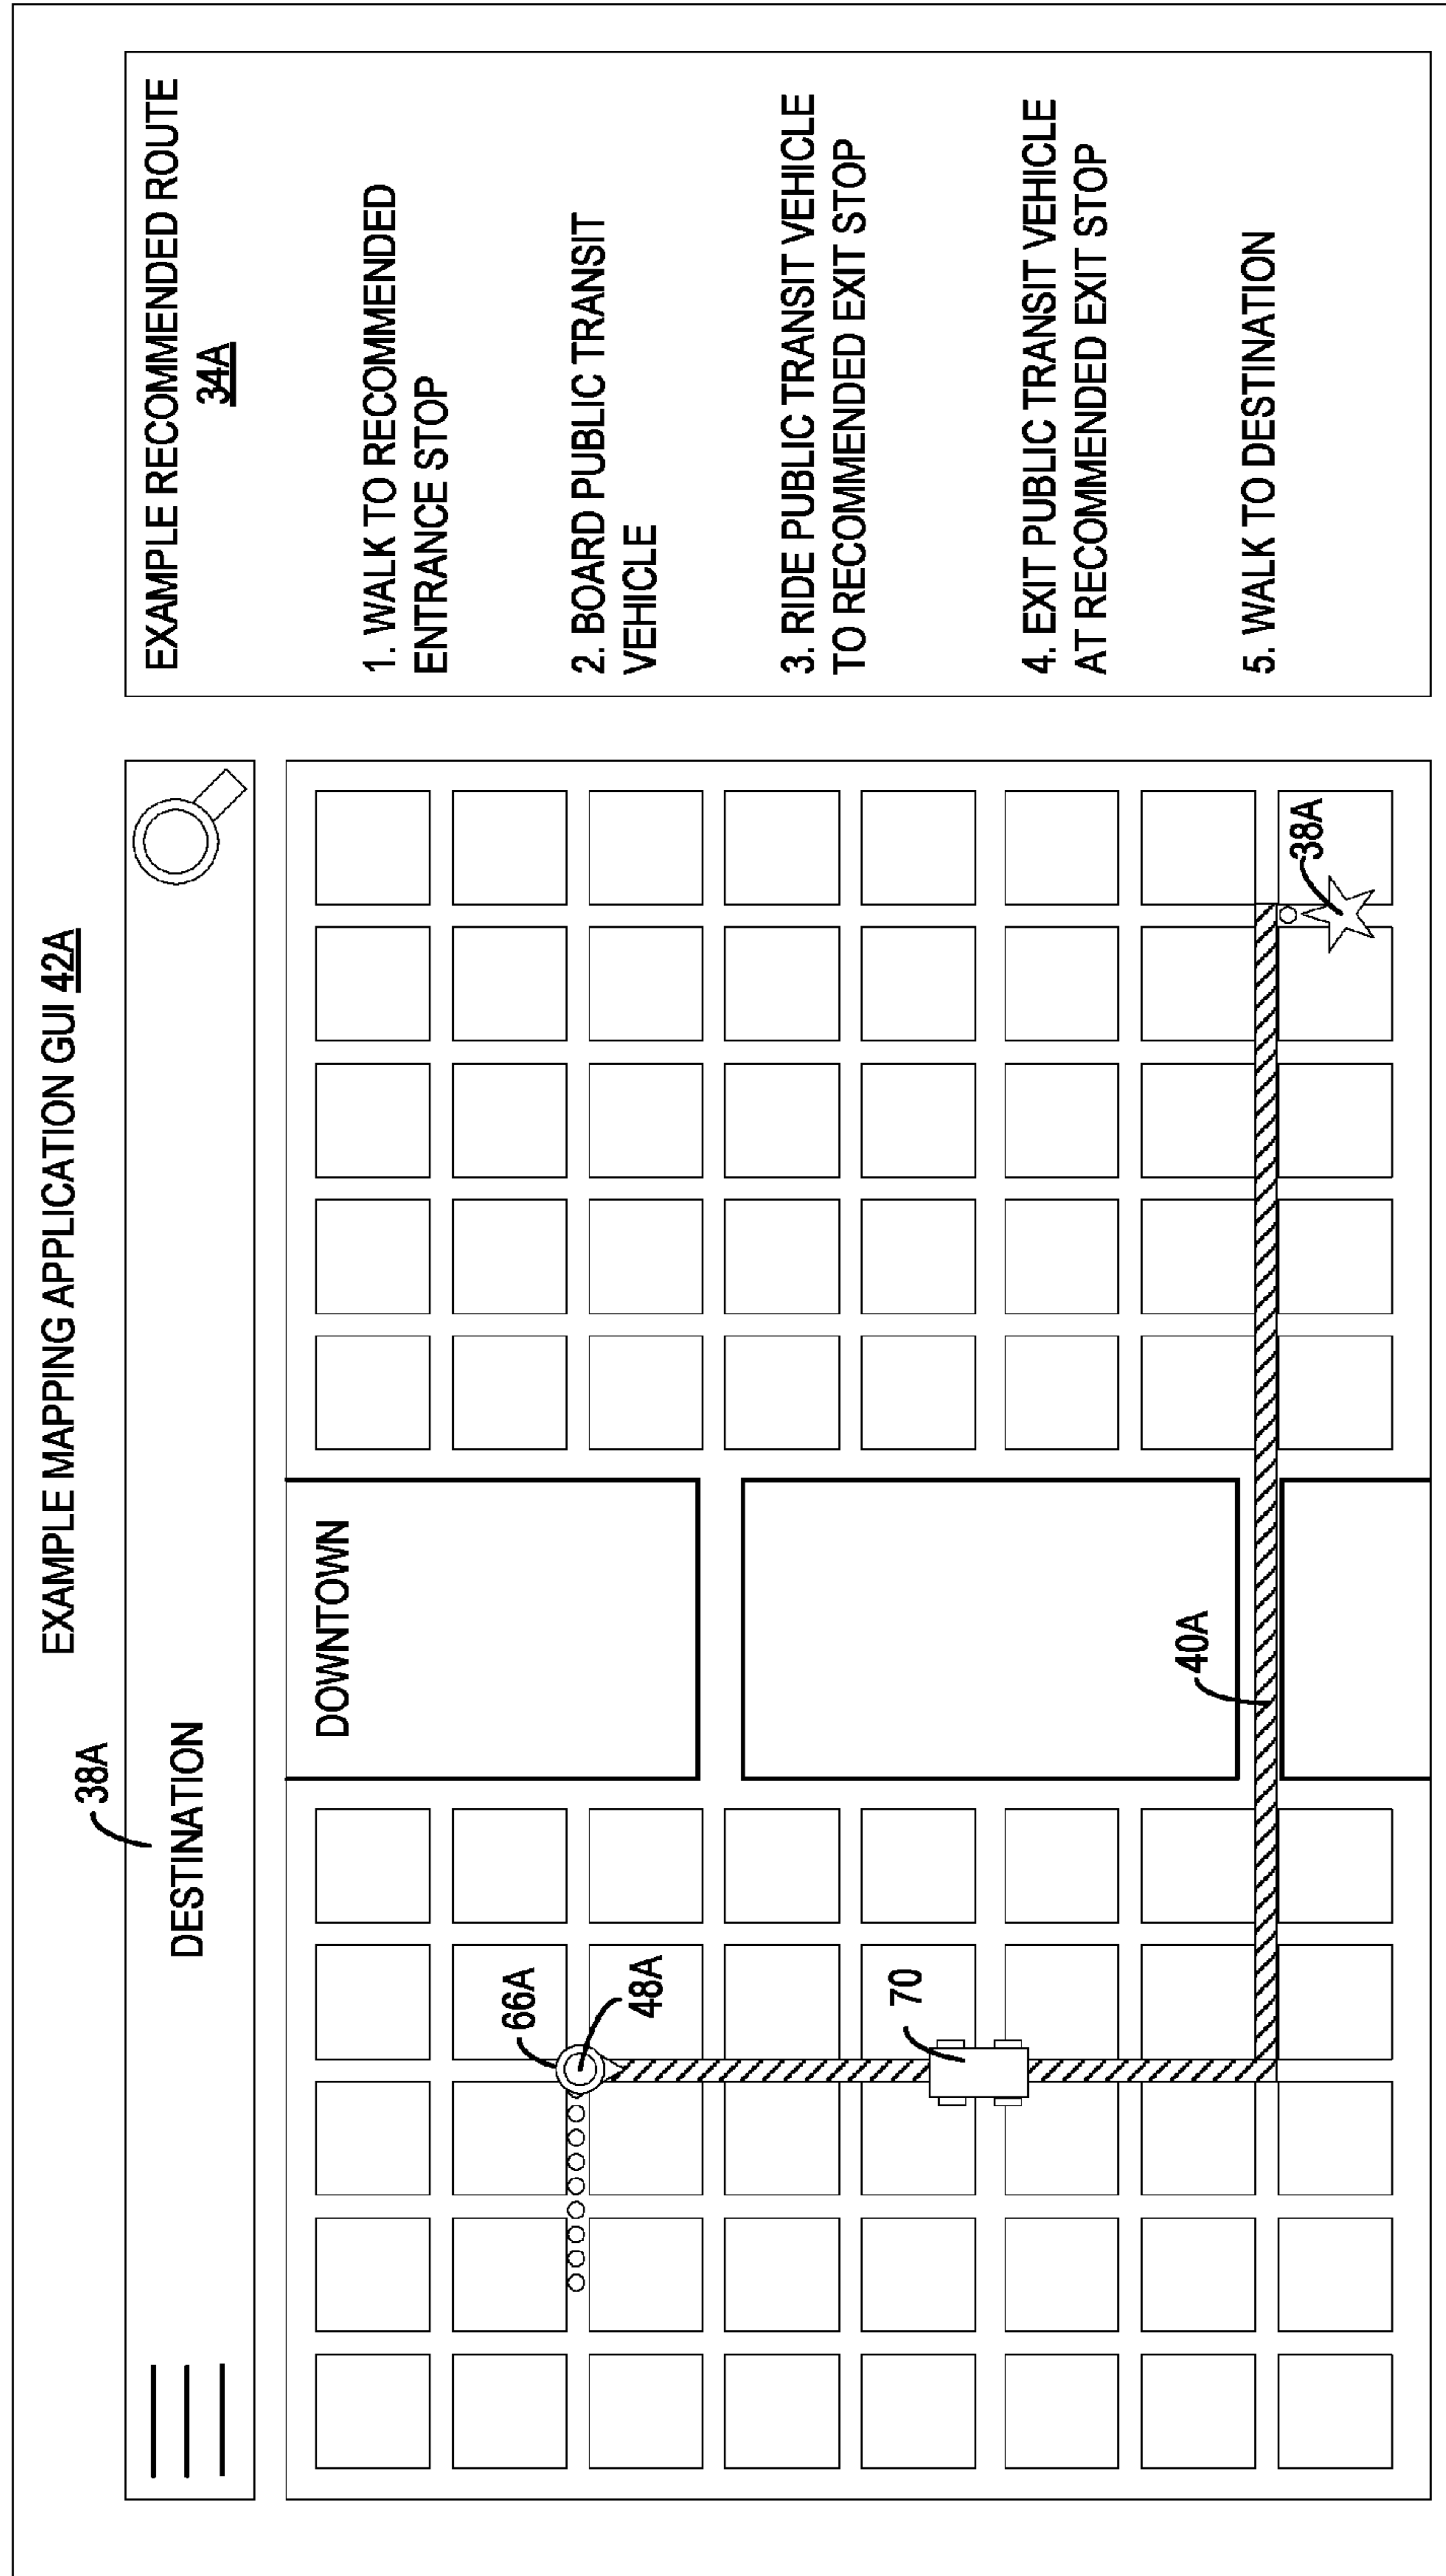 EXAMPLE MAPPING APPLICATION GUI 42A
38A
DESTINATION
DOWNTOWN
66A
48A
70
40A
38A
EXAMPLE RECOMMENDED ROUTE
34A
1. WALK TO RECOMMENDED
ENTRANCE STOP
2. BOARD PUBLIC TRANSIT
VEHICLE
3. RIDE PUBLIC TRANSIT VEHICLE
TO RECOMMENDED EXIT STOP
4. EXIT PUBLIC TRANSIT VEHICLE
AT RECOMMENDED EXIT STOP
5. WALK TO DESTINATION